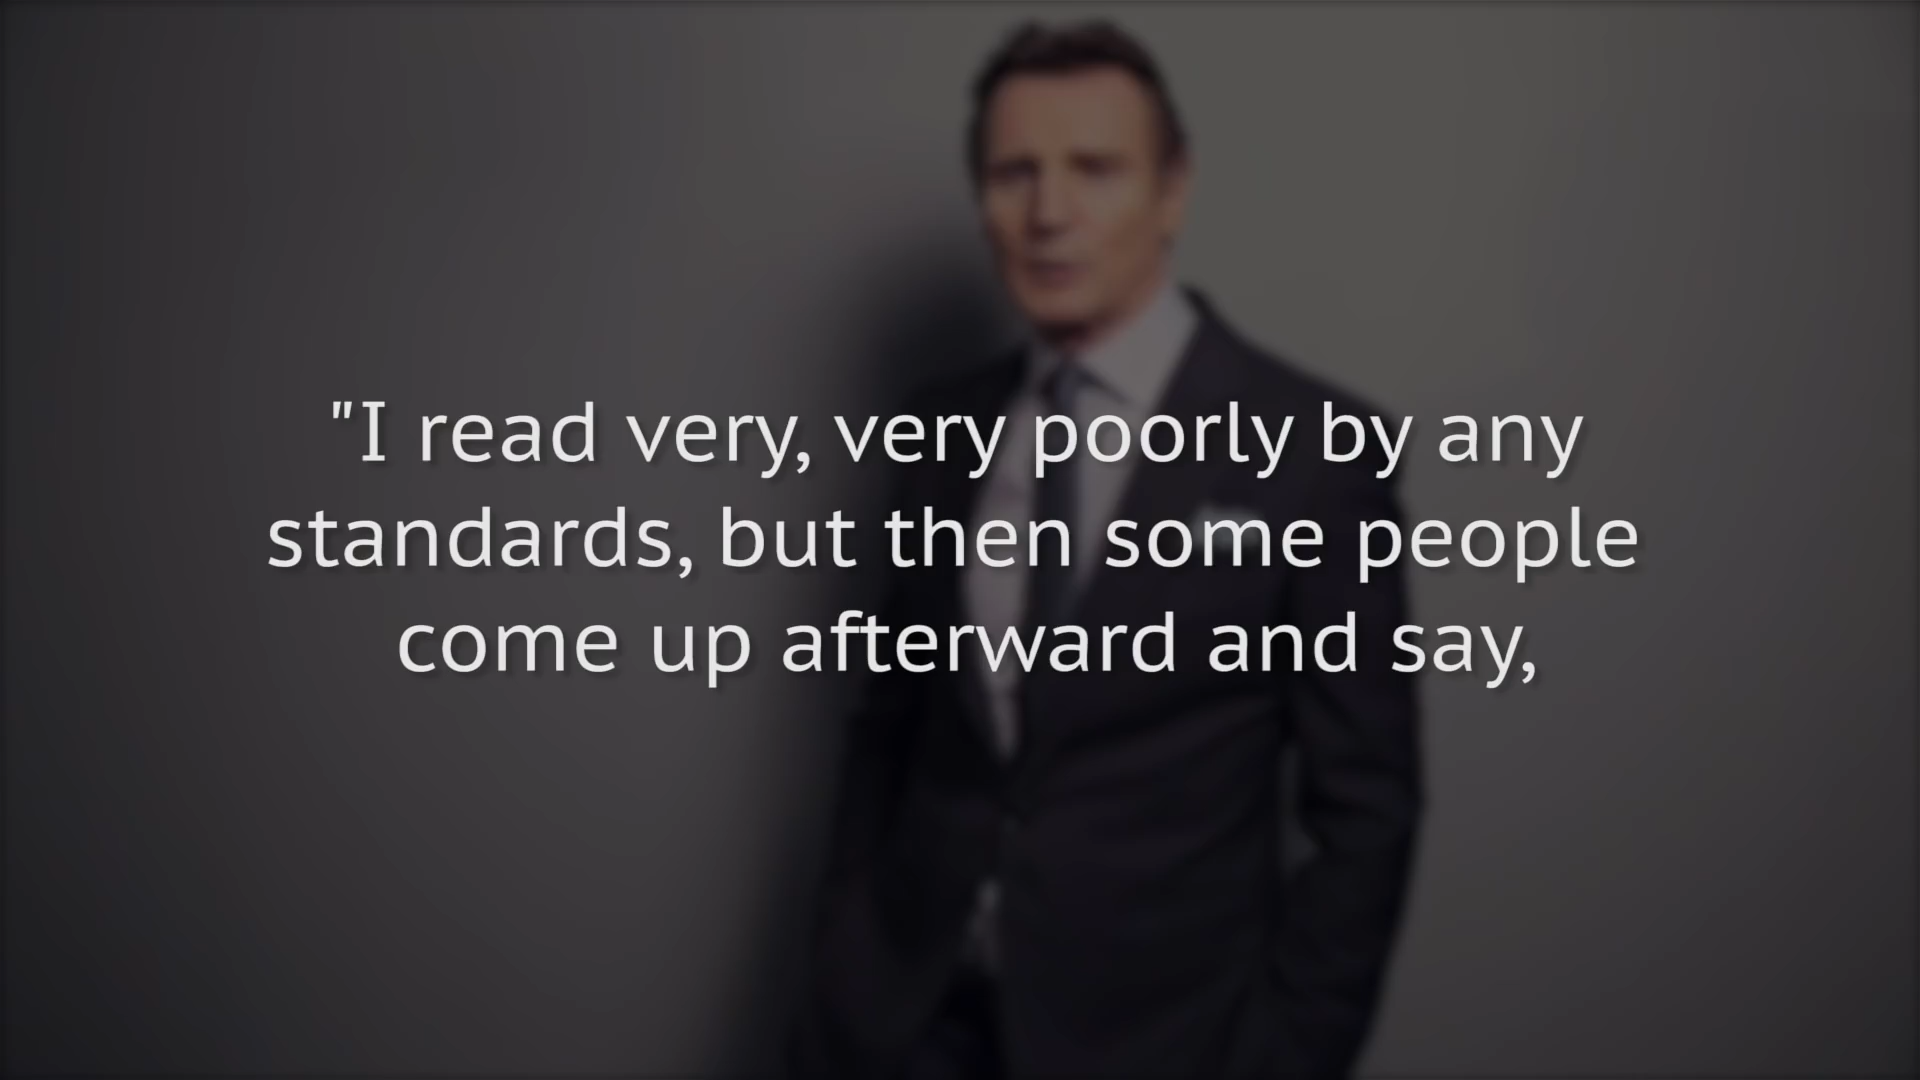 "I read very, very poorly by any
standards, but then some people
come up afterward and say,